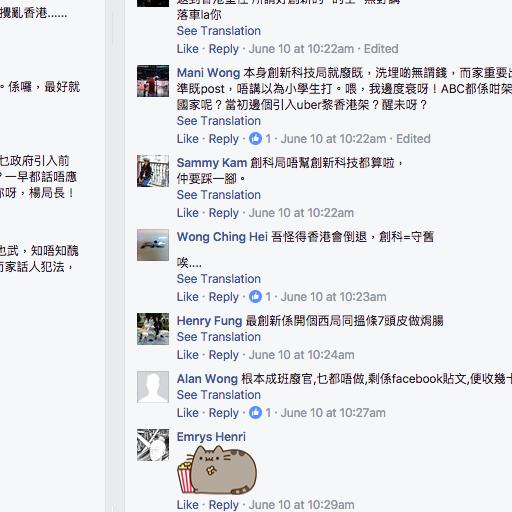 攪亂香港......
。係囉，最好就
乜政府引入前
？一早都話唔應
你呀，楊局長！
也武，知唔知醜
而家話人犯法，
落車la你
See Translation
Like · Reply · June 10 at 10:22am · Edited
Mani Wong 本身創新科技局就廢既，洗埋啲無謂錢，而家重要出
準既post，唔講以為小學生打。喂，我邊度衰呀！ABC都係咁架
國家呢？當初邊個引入uber黎香港架？醒未呀？
See Translation
Like · Reply · 1 · June 10 at 10:22am · Edited
Sammy Kam 創科局唔幫創新科技都算啦，
仲要踩一腳。
See Translation
Like · Reply · June 10 at 10:22am
Wong Ching Hei 吾怪得香港會倒退，創科=守舊
唉....
See Translation
Like · Reply · 1 · June 10 at 10:23am
Henry Fung 最創新係開個西局同搵條7頭皮做焗腸
See Translation
Like · Reply · June 10 at 10:24am
Alan Wong 根本成班廢官,乜都唔做,剩係facebook貼文,便收幾十
See Translation
Like · Reply · 1 · June 10 at 10:27am
Emrys Henri
Like · Reply · June 10 at 10:29am